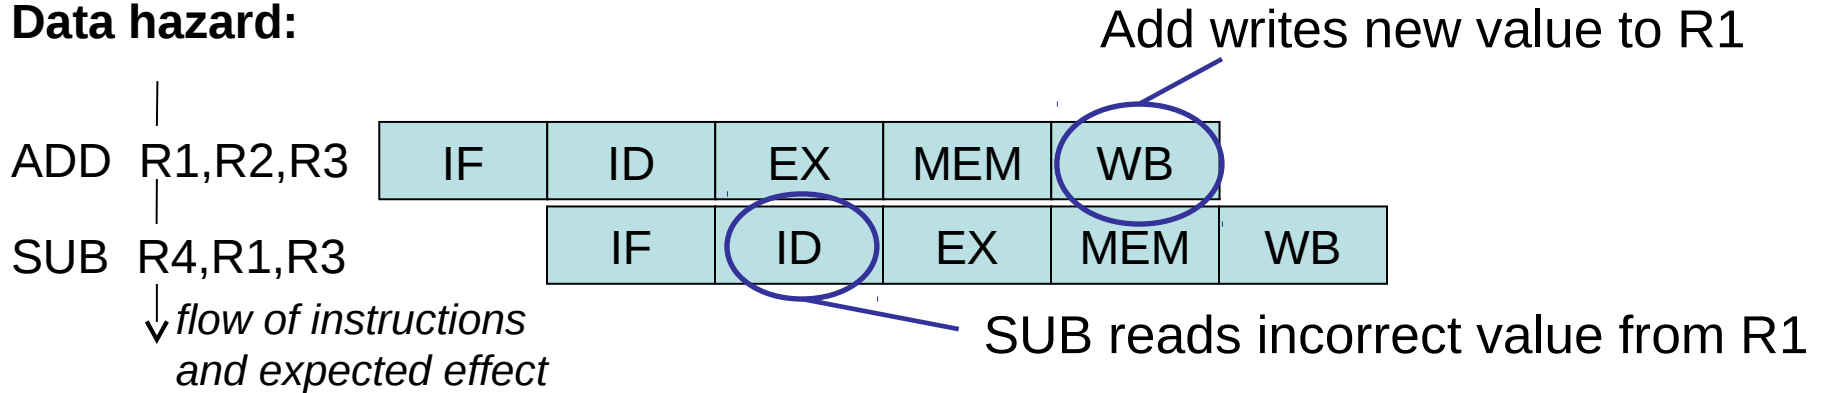 Data hazard:
Add writes new value to R1
ADD R1,R2,R3 IF ID EX MEM WB
SUB R4,R1,R3 IF ID EX MEM WB
flow of instructions
and expected effect
SUB reads incorrect value from R1